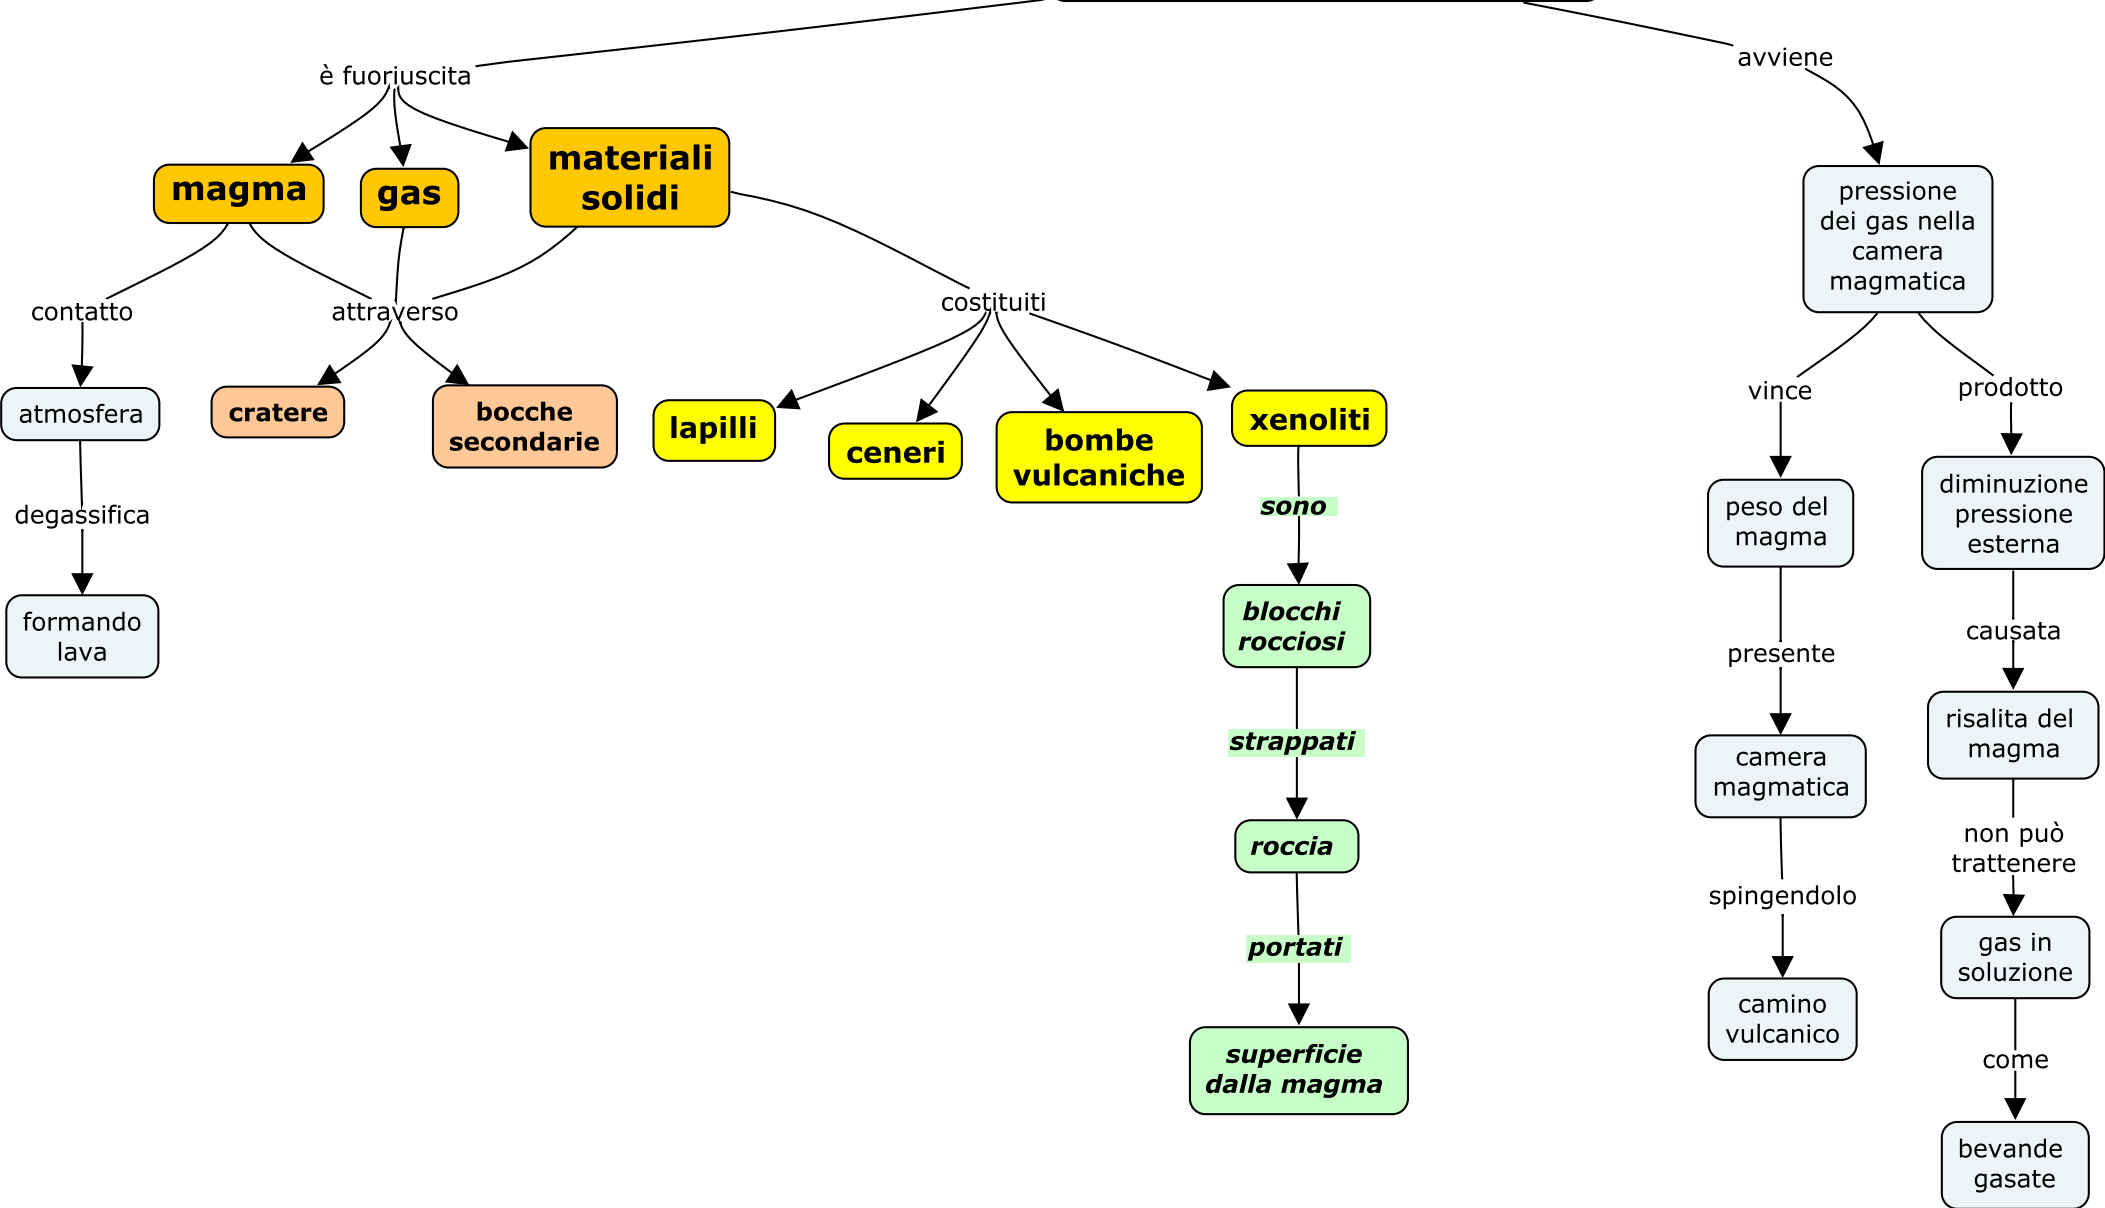 è fuoriuscita
avviene
magma
gas
materiali
solidi
pressione
dei gas nella
camera
magmatica
contatto
attraverso
costituiti
vince
prodotto
atmosfera
cratere
bocche
secondarie
lapilli
ceneri
bombe
vulcaniche
xenoliti
sono
peso del
magma
diminuzione
pressione
esterna
degassifica
formando
lava
blocchi
rocciosi
presente
causata
strappati
camera
magmatica
risalita del
magma
roccia
spingendolo
non può
trattenere
portati
gas in
soluzione
superficie
dalla magma
camino
vulcanico
come
bevande
gasate